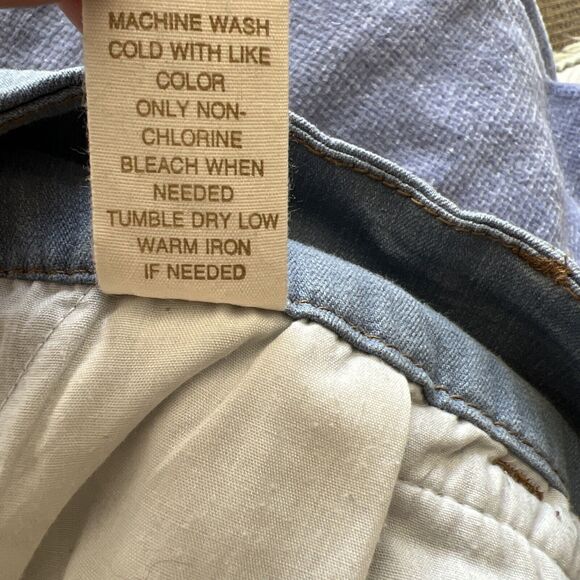 MACHINE WASH
COLD WITH LIKE
COLOR
ONLY NON-
CHLORINE
BLEACH WHEN
NEEDED
TUMBLE DRY LOW
WARM IRON
IF NEEDED